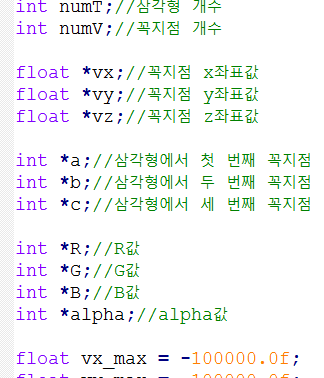 int numT;//삼각형 개수
int numV;//꼭지점 개수
float *vx;//꼭지점 x좌표값
float *vy;//꼭지점 y좌표값
float *vz;//꼭지점 z좌표값
int *a;//삼각형에서 첫 번째 꼭지점
int *b;//삼각형에서 두 번째 꼭지점
int *c;//삼각형에서 세 번째 꼭지점
int *R;//R값
int *G;//G값
int *B;//B값
int *alpha;//alpha값
float vx_max = -100000.0f;